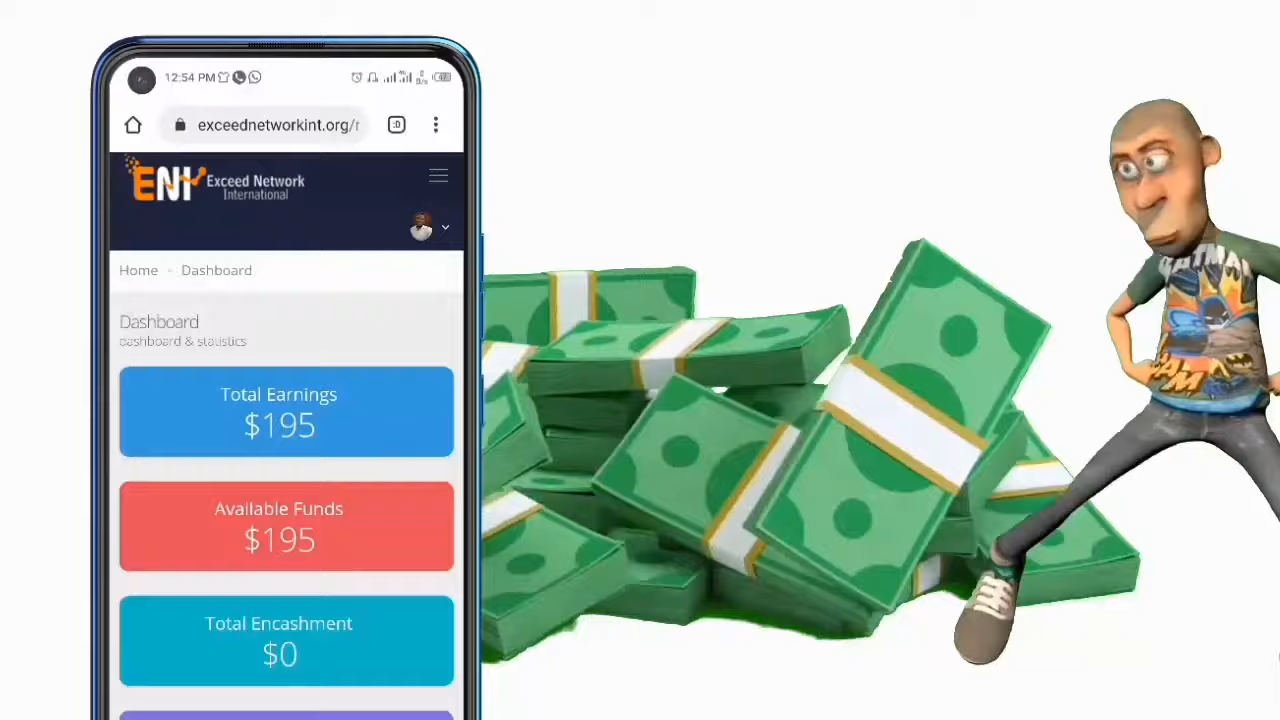 12:54 PM
exceednetworkint.org/r
ENI Exceed Network
International
Home • Dashboard
Dashboard
dashboard & statistics
Total Earnings
$195
Available Funds
$195
Total Encashment
$0
BATMAN